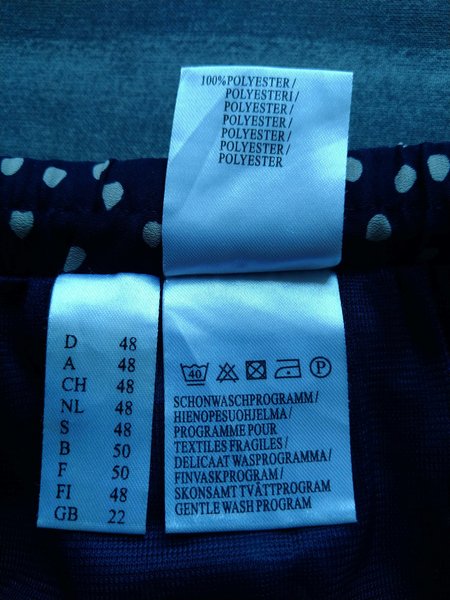 100%POLYESTER/
POLYESTERI/
POLYESTER/
POLYESTER/
POLYESTER/
POLYESTER/
POLYESTER
D 48
A 48
CH 48
NL 48
S 48
B 50
F 50
FI 48
GB 22
40 P
SCHONWASCHPROGRAMM/
HIENOPESUOHJELMA/
PROGRAMME POUR
TEXTILES FRAGILES/
DELICAAT WASPROGRAMMA/
FINVASKPROGRAM/
SKONSAMT TVÄTTPROGRAM
GENTLE WASH PROGRAM